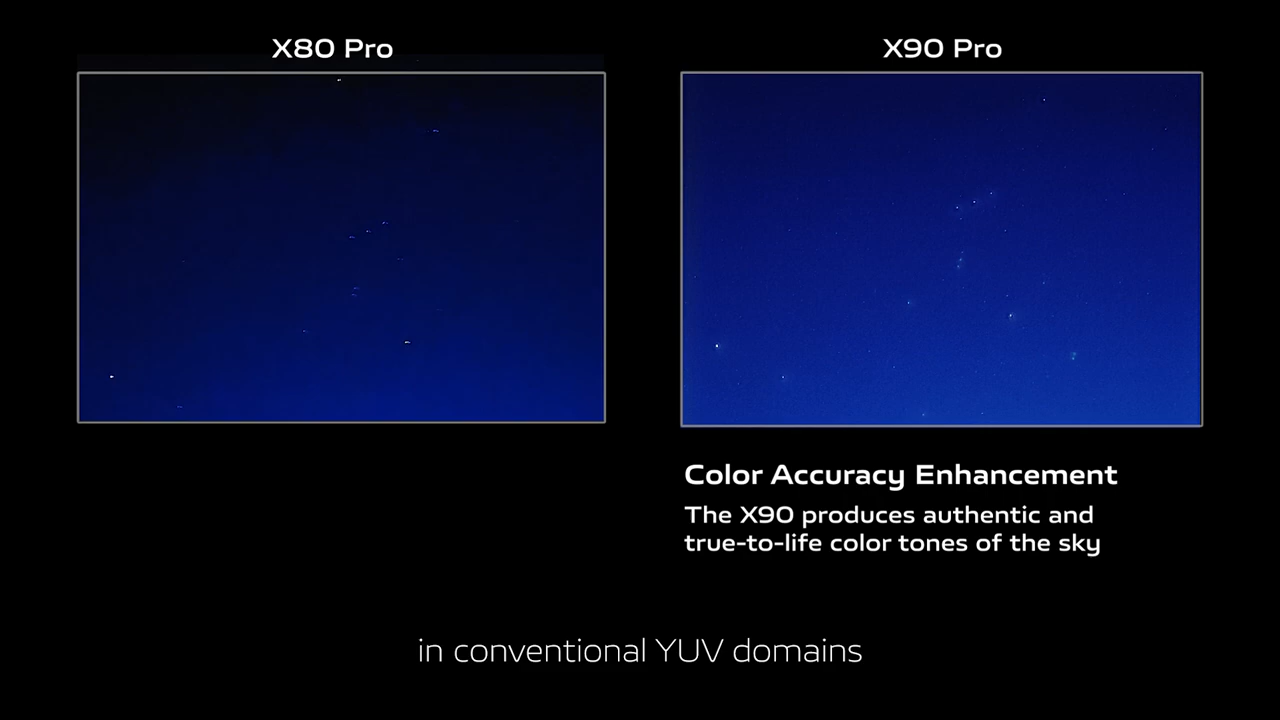 X80 Pro
X90 Pro
Color Accuracy Enhancement
The X90 produces authentic and
true-to-life color tones of the sky
in conventional YUV domains